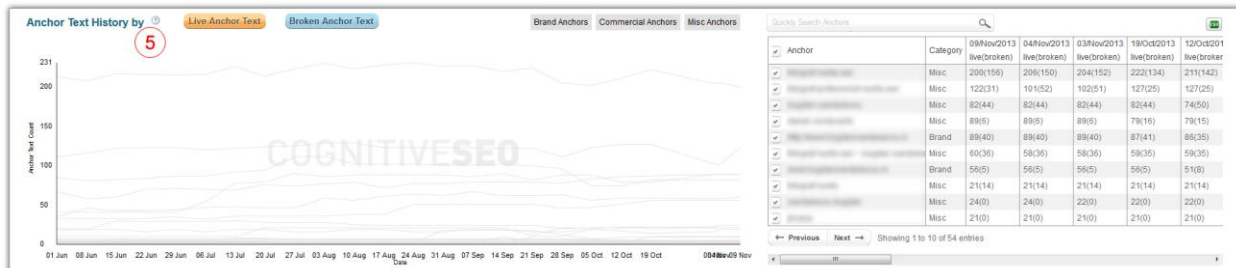 Anchor Text History by
Live Anchor Text
Broken Anchor Text
5
Brand Anchors
Commercial Anchors
Misc Anchors
231
200
150
100
50
0
Anchor Text Count
COGNITIVESEO
01 Jun 08 Jun 15 Jun 22 Jun 29 Jun 06 Jul 13 Jul 20 Jul 27 Jul 03 Aug 10 Aug 17 Aug 24 Aug 31 Aug 07 Sep 14 Sep 21 Sep 28 Sep 05 Oct 12 Oct 19 Oct 09 Nov
Date
Quickly Search Anchors
Anchor Category 09/Nov/2013 04/Nov/2013 03/Nov/2013 19/Oct/2013 12/Oct/201
live(broken) live(broken) live(broken) live(broken) live(broker
Misc 200(156) 206(150) 204(152) 222(134) 211(142)
Misc 122(31) 101(52) 102(51) 127(25) 127(25)
Misc 82(44) 82(44) 82(44) 82(44) 74(50)
Misc 89(6) 89(6) 89(6) 79(16) 79(15)
Brand 89(40) 89(40) 89(40) 87(41) 86(35)
Misc 60(36) 58(36) 58(36) 59(35) 59(35)
Brand 56(5) 56(5) 56(5) 56(5) 51(8)
Misc 21(14) 21(14) 21(14) 21(14) 21(14)
Misc 24(0) 24(0) 22(0) 22(0) 22(0)
Misc 21(0) 21(0) 21(0) 21(0) 21(0)
← Previous Next → Showing 1 to 10 of 54 entries